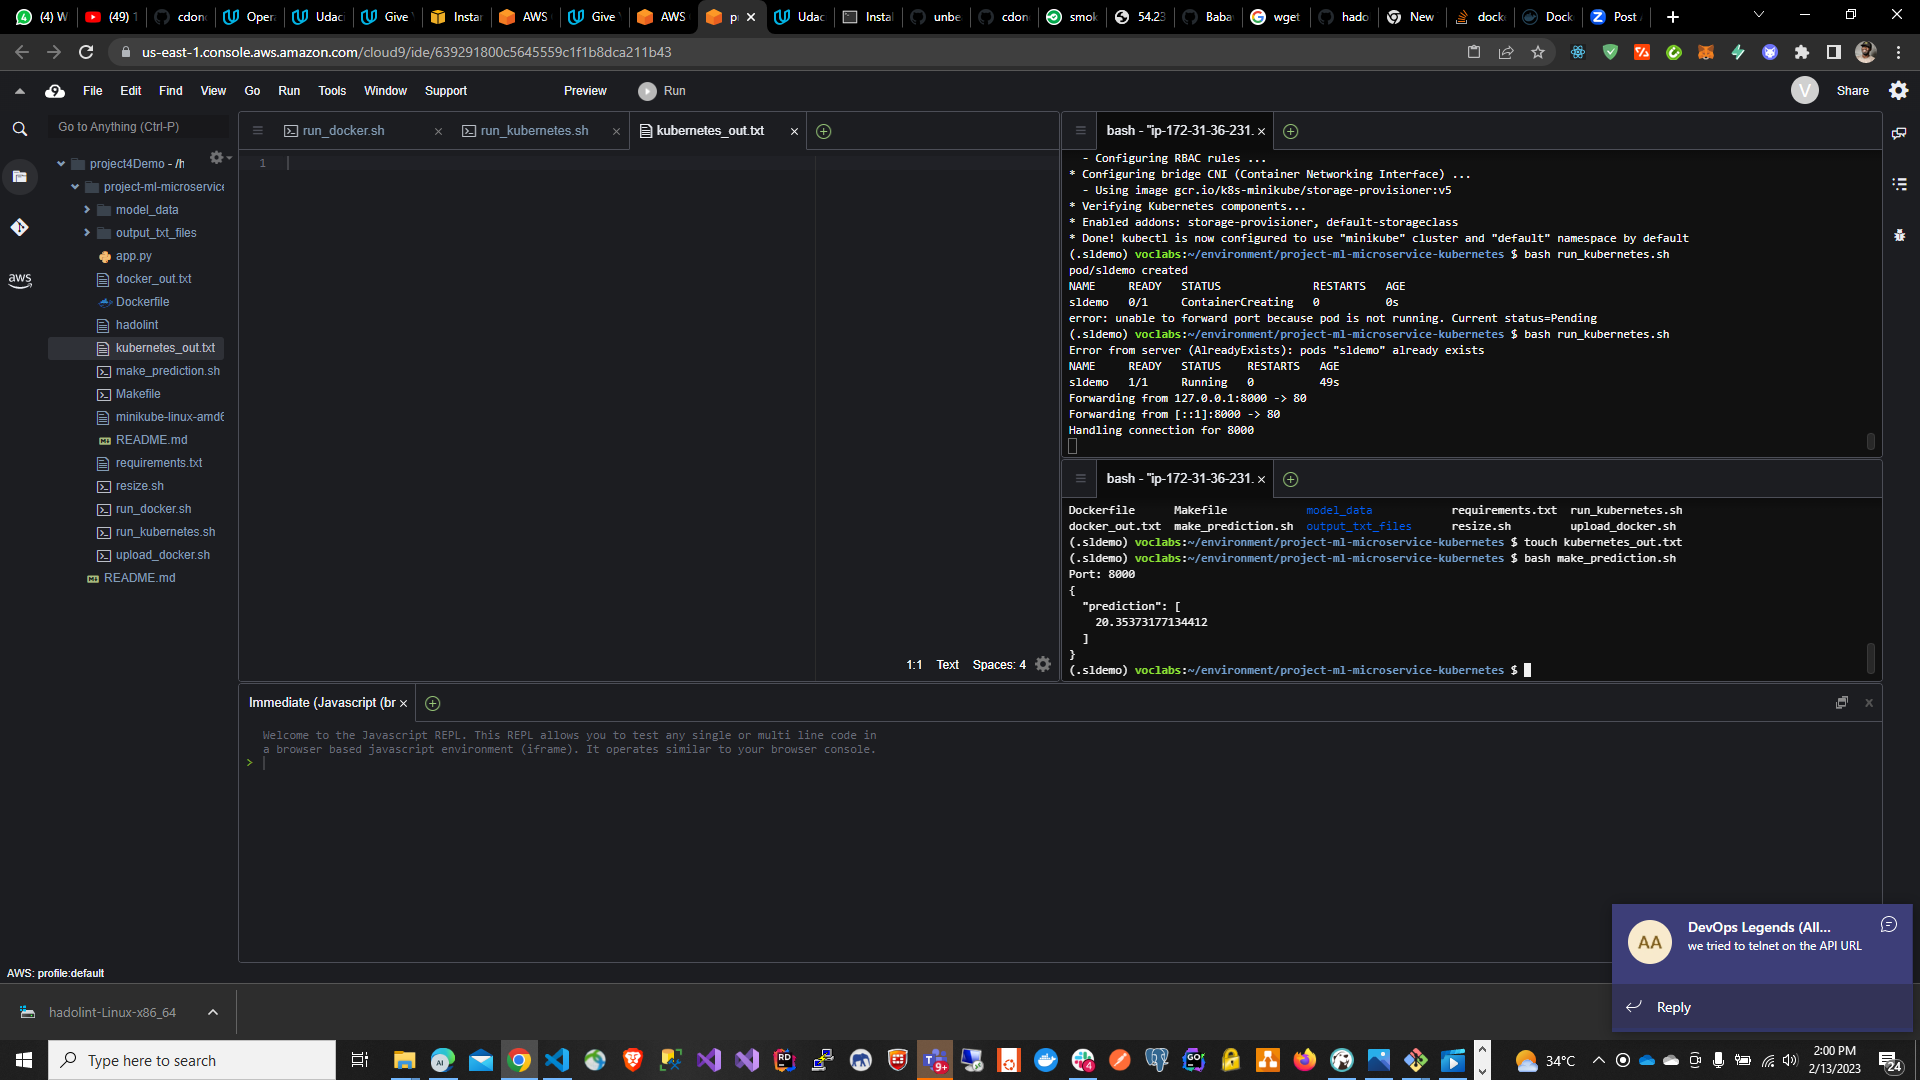 (4) W
(49) 1
cdon
Oper
Udaci
Give
Instar
AWS
Give
AWS
Udac
Instal
unbe
cdon
smok
54.23
Baba
wget
hado
New
dock
Dock
Post
us-east-1.console.aws.amazon.com/cloud9/ide/639291800c5645559c1f1b8dca211b43
File Edit Find View Go Run Tools Window Support Preview Run
V Share
Go to Anything (Ctrl-P)
run_docker.sh
run_kubernetes.sh
kubernetes_out.txt
project4Demo - /h
project-ml-microservice
model_data
output_txt_files
app.py
docker_out.txt
Dockerfile
hadolint
kubernetes_out.txt
make_prediction.sh
Makefile
minikube-linux-amd6
README.md
requirements.txt
resize.sh
run_docker.sh
run_kubernetes.sh
upload_docker.sh
README.md
aws
1
1:1 Text Spaces: 4
bash - "ip-172-31-36-231.
- Configuring RBAC rules ...
* Configuring bridge CNI (Container Networking Interface) ...
- Using image gcr.io/k8s-minikube/storage-provisioner:v5
* Verifying Kubernetes components...
* Enabled addons: storage-provisioner, default-storageclass
* Done! kubectl is now configured to use "minikube" cluster and "default" namespace by default
(.sldemo) voclabs:~/environment/project-ml-microservice-kubernetes $ bash run_kubernetes.sh
pod/sldemo created
NAME READY STATUS RESTARTS AGE
sldemo 0/1 ContainerCreating 0 0s
error: unable to forward port because pod is not running. Current status=Pending
(.sldemo) voclabs:~/environment/project-ml-microservice-kubernetes $ bash run_kubernetes.sh
Error from server (AlreadyExists): pods "sldemo" already exists
NAME READY STATUS RESTARTS AGE
sldemo 1/1 Running 0 49s
Forwarding from 127.0.0.1:8000 -> 80
Forwarding from [::1]:8000 -> 80
Handling connection for 8000
bash - "ip-172-31-36-231.
Dockerfile Makefile model_data requirements.txt run_kubernetes.sh
docker_out.txt make_prediction.sh output_txt_files resize.sh upload_docker.sh
(.sldemo) voclabs:~/environment/project-ml-microservice-kubernetes $ touch kubernetes_out.txt
(.sldemo) voclabs:~/environment/project-ml-microservice-kubernetes $ bash make_prediction.sh
Port: 8000
{
"prediction": [
20.35373177134412
]
}
(.sldemo) voclabs:~/environment/project-ml-microservice-kubernetes $
Immediate (Javascript (br
Welcome to the Javascript REPL. This REPL allows you to test any single or multi line code in
a browser based javascript environment (iframe). It operates similar to your browser console.
>
AWS: profile:default
AA
DevOps Legends (All...
we tried to telnet on the API URL
Reply
hadolint-Linux-x86_64
Type here to search
34°C
2:00 PM
2/13/2023
24